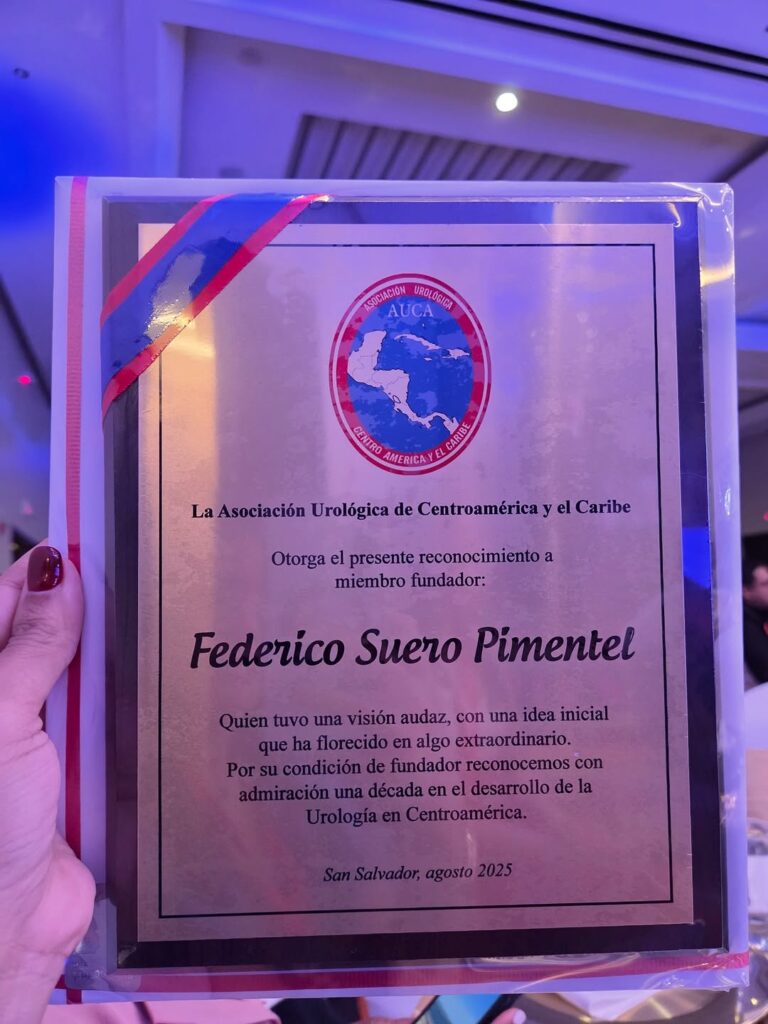 ASOCIACIÓN UROLÓGICA
AUCA
CENTRO AMERICA Y EL CARIBE
La Asociación Urológica de Centroamérica y el Caribe
Otorga el presente reconocimiento a
miembro fundador:
Federico Suero Pimentel
Quien tuvo una visión audaz, con una idea inicial
que ha florecido en algo extraordinario.
Por su condición de fundador reconocemos con
admiración una década en el desarrollo de la
Urología en Centroamérica.
San Salvador, agosto 2025